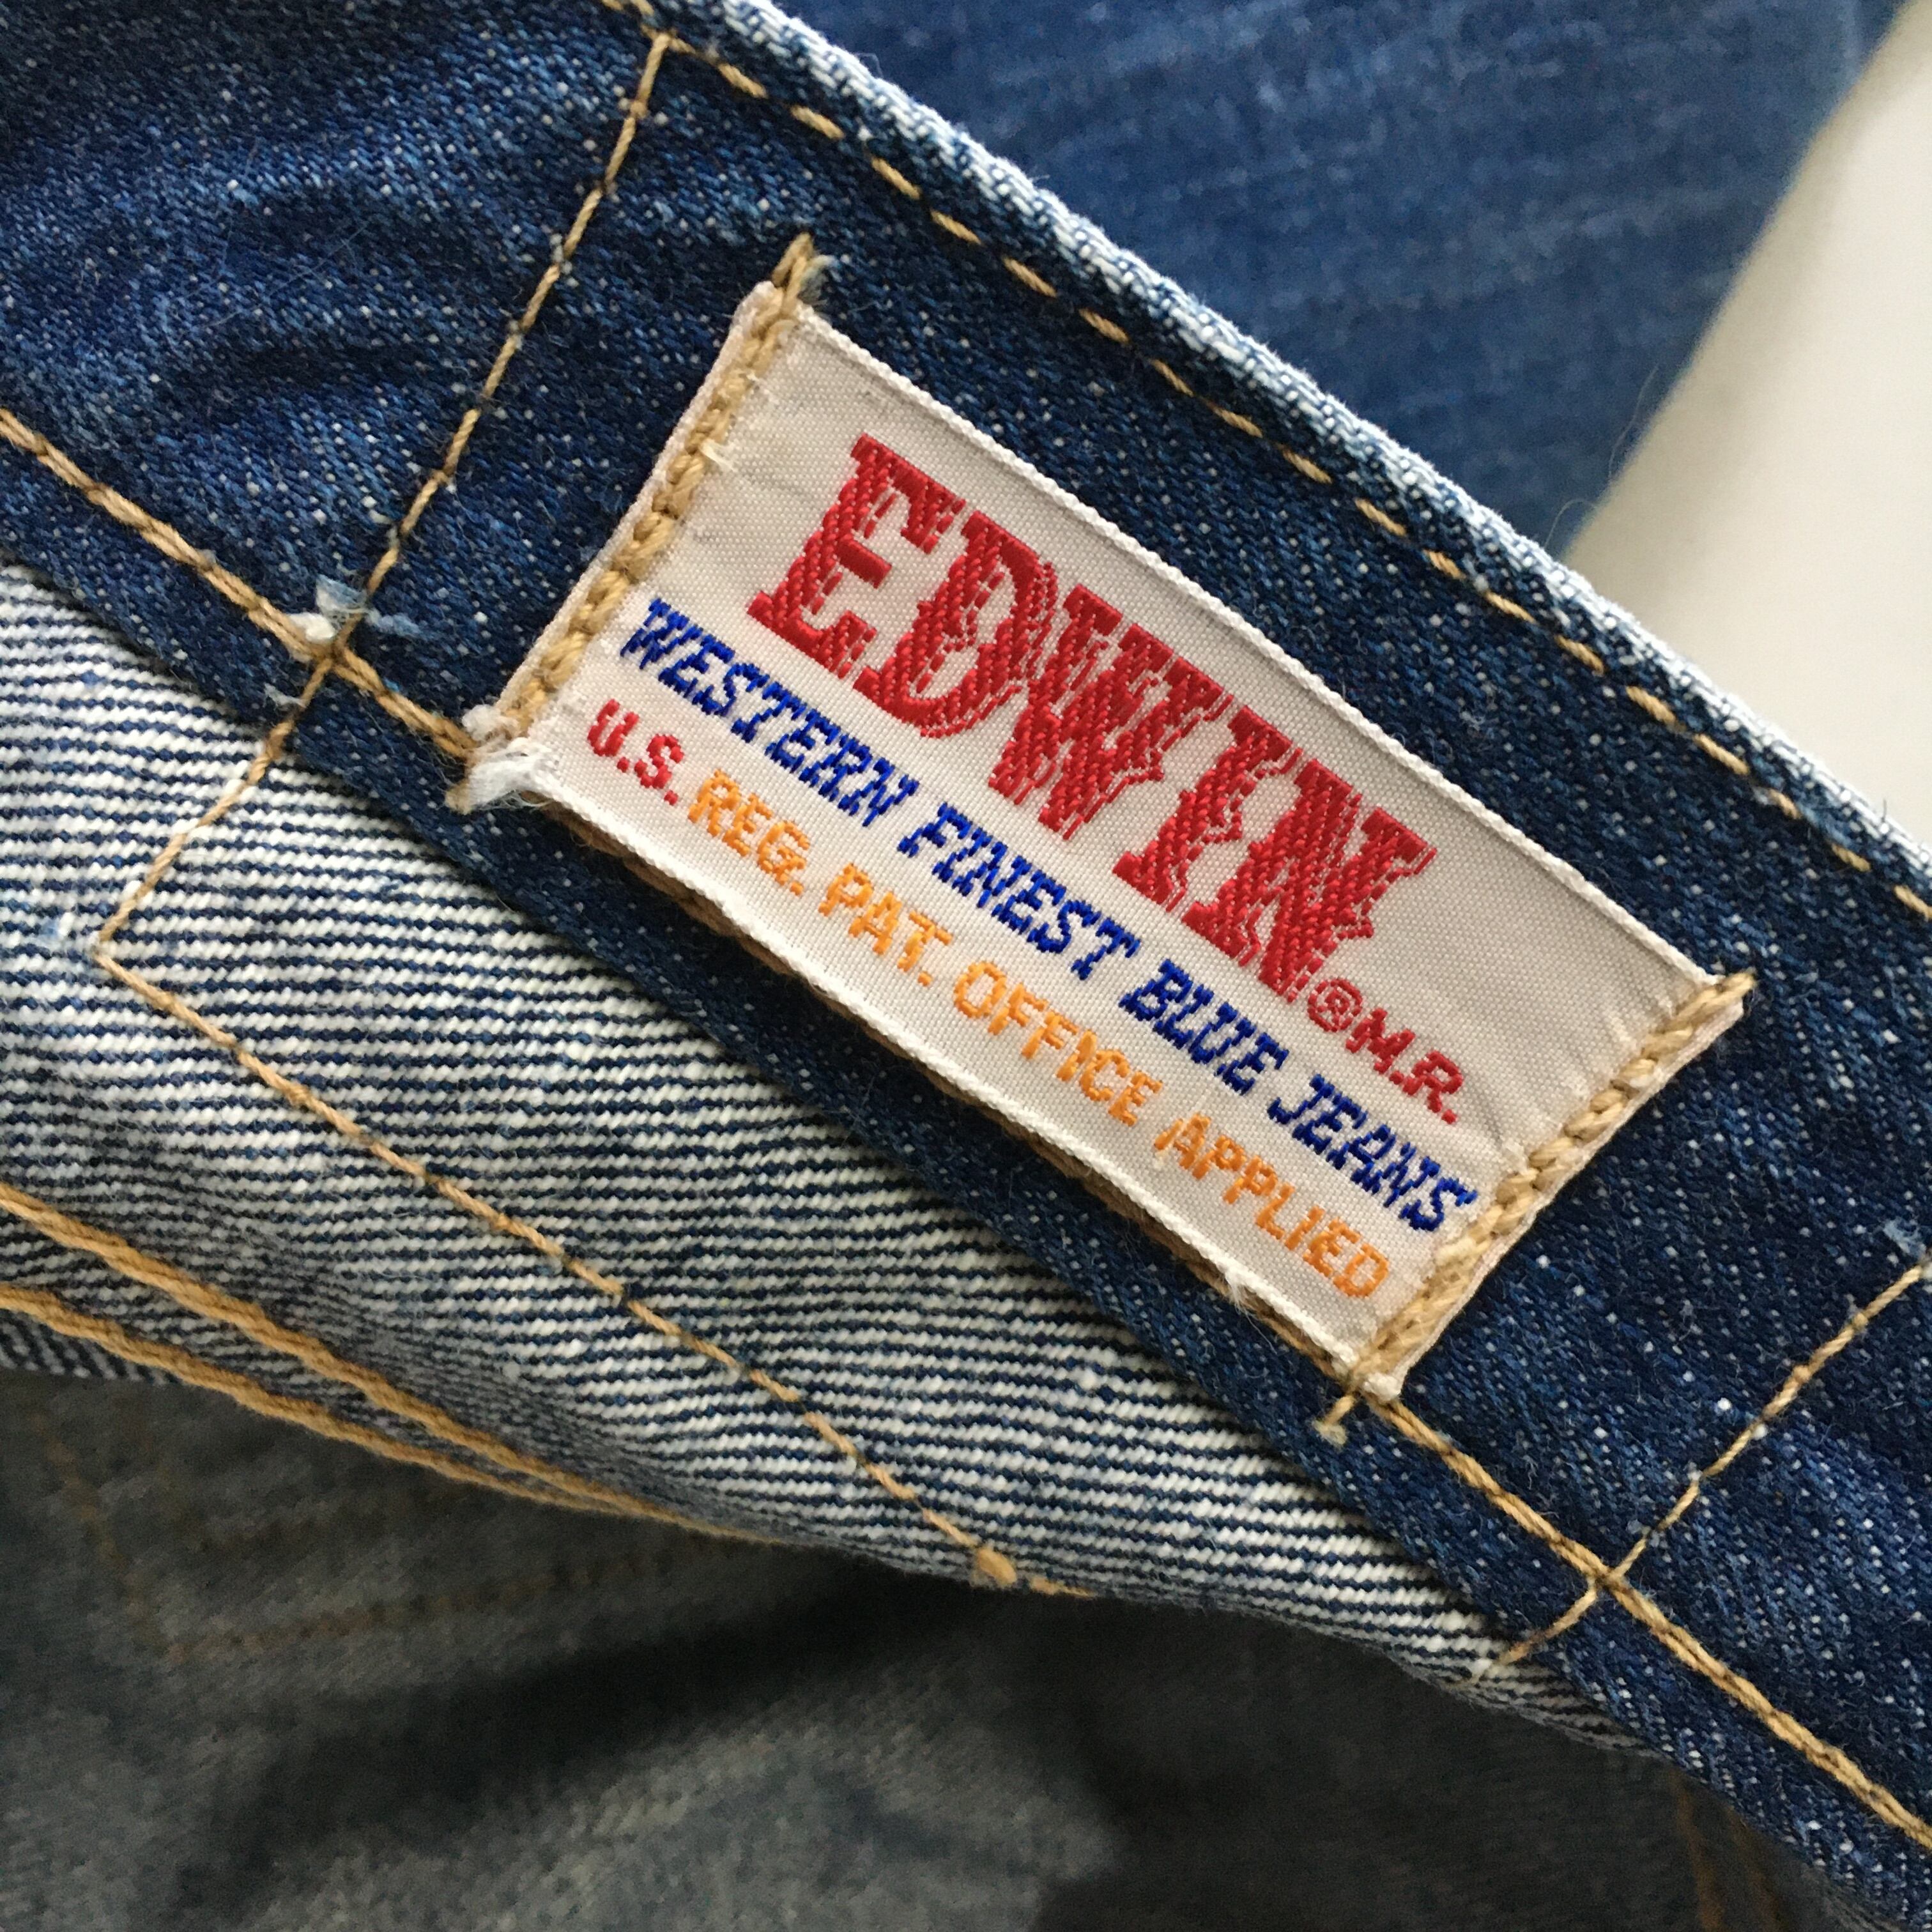 EDWIN®M.R.
WESTERN FINEST BLUE JEANS
U.S. REG. PAT. OFFICE APPLIED